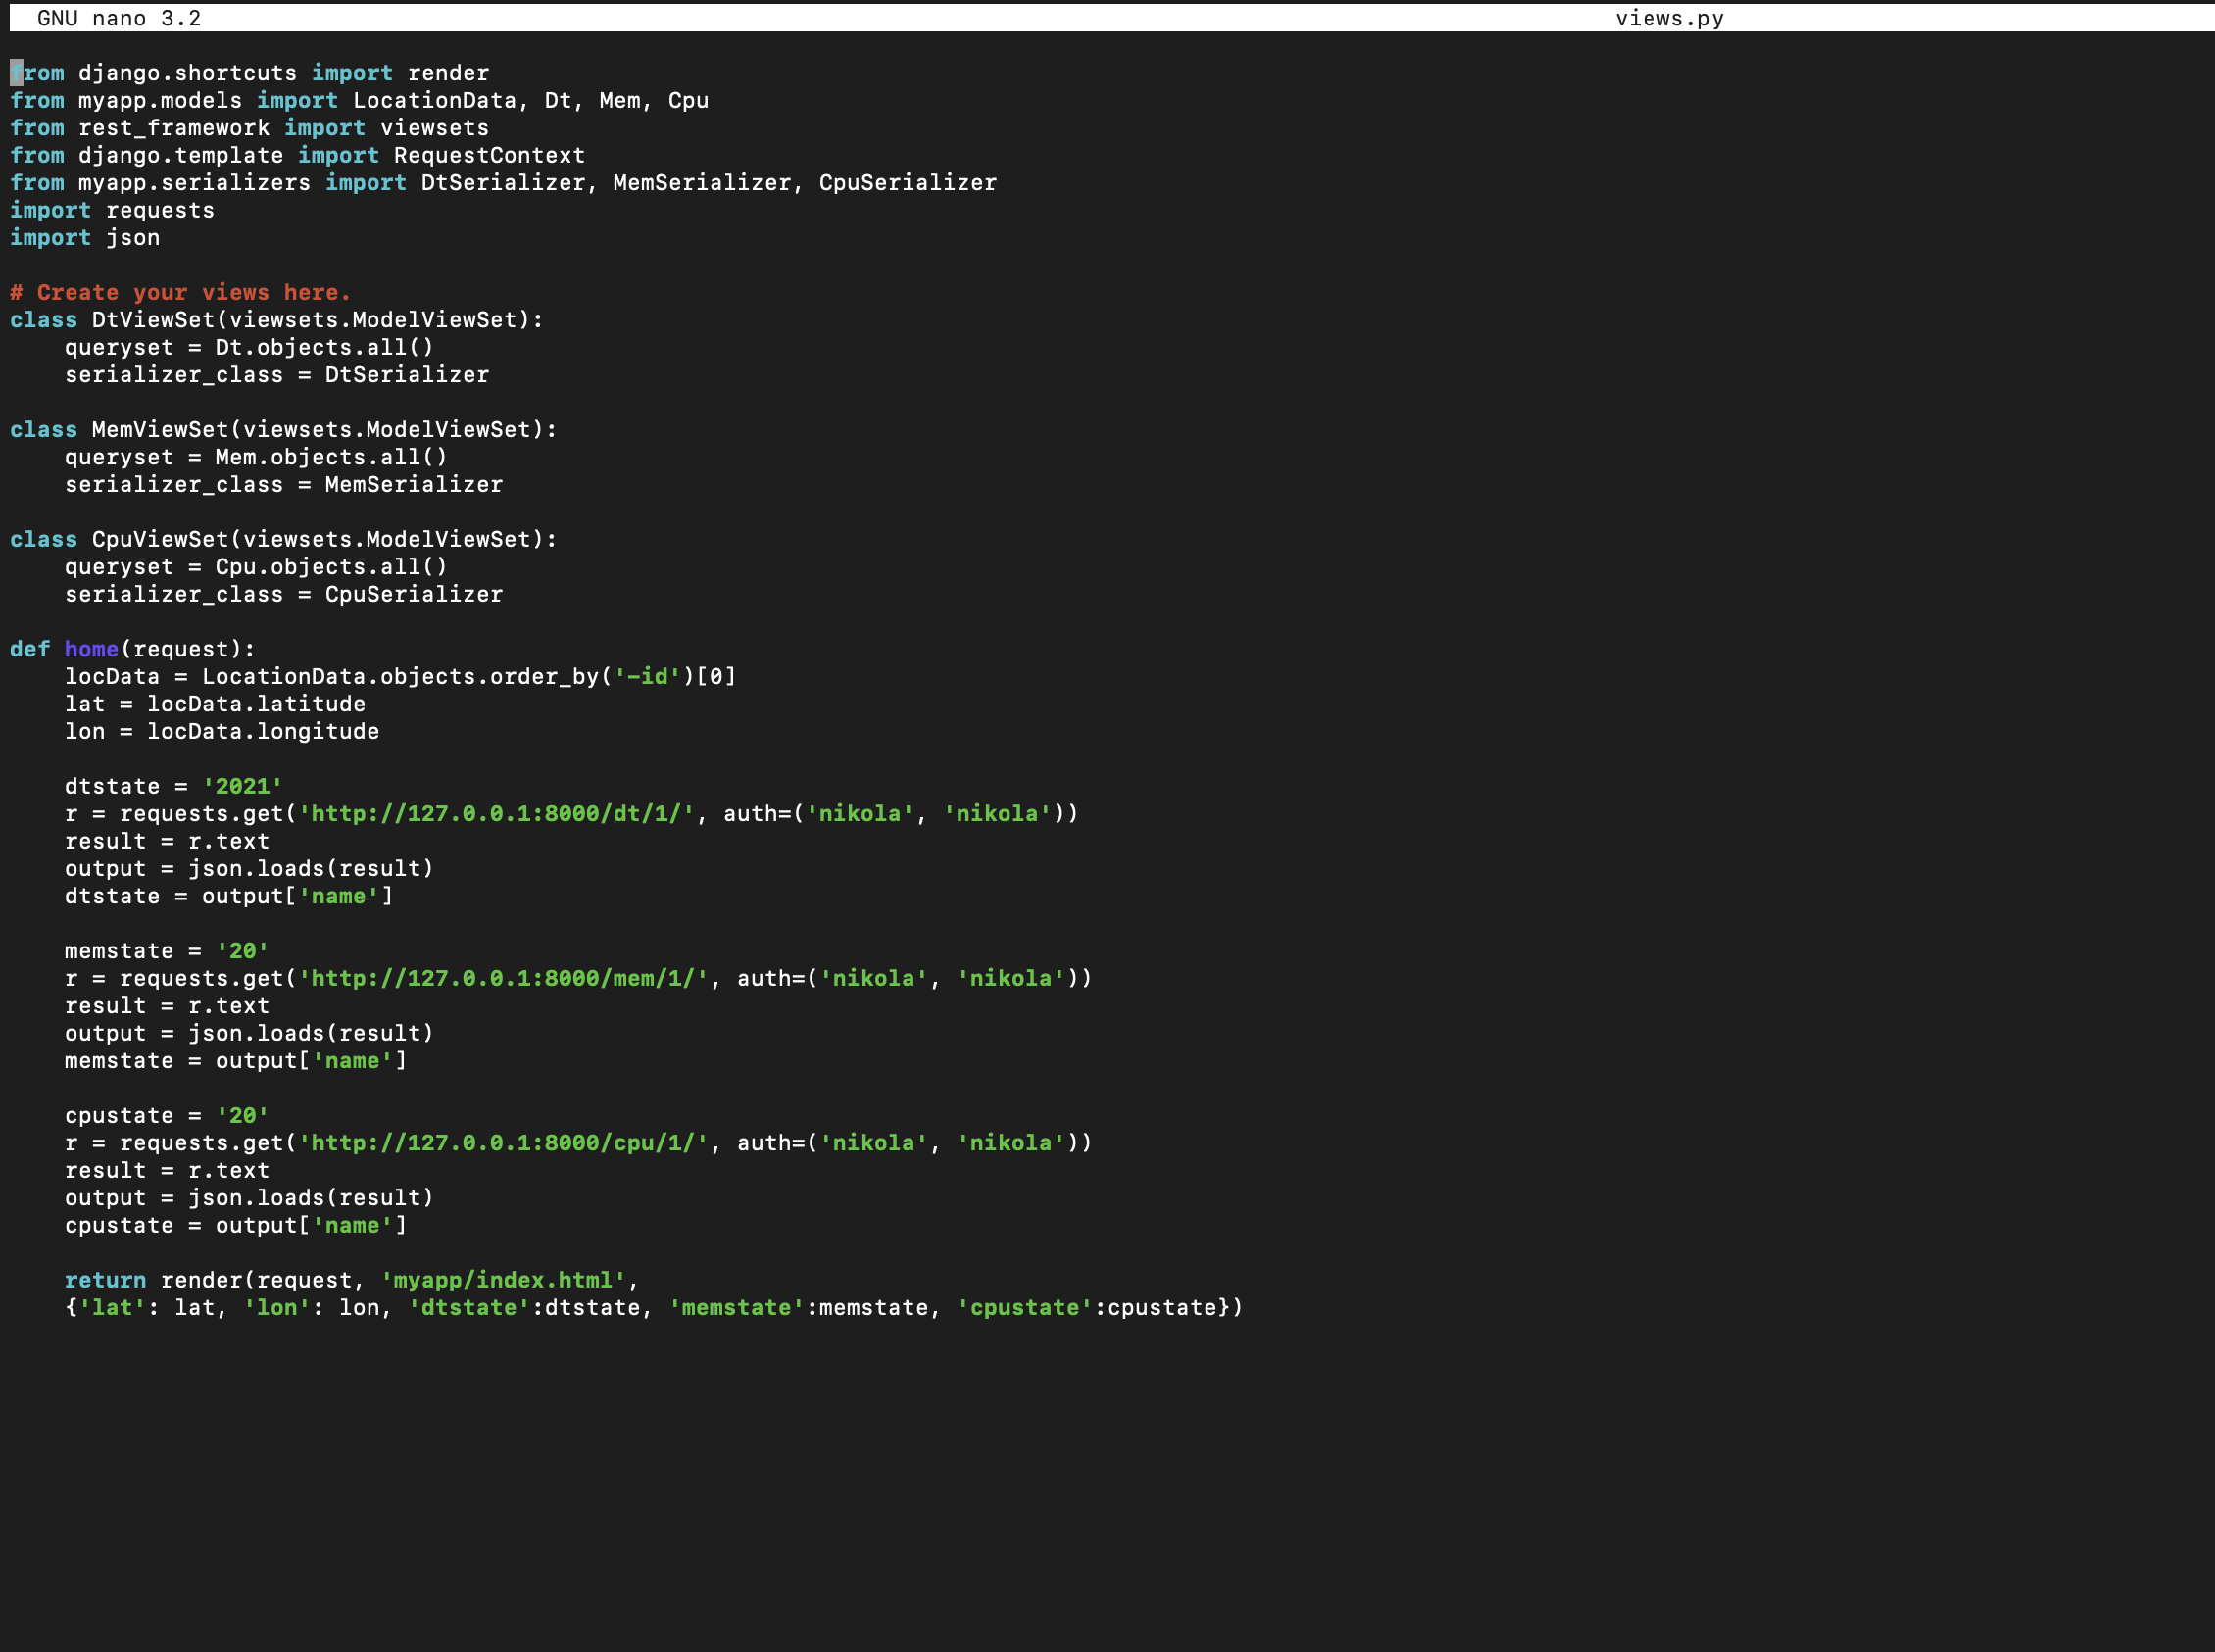 GNU nano 3.2 views.py
from django.shortcuts import render
from myapp.models import LocationData, Dt, Mem, Cpu
from rest_framework import viewsets
from django.template import RequestContext
from myapp.serializers import DtSerializer, MemSerializer, CpuSerializer
import requests
import json
# Create your views here.
class DtViewSet(viewsets.ModelViewSet):
    queryset = Dt.objects.all()
    serializer_class = DtSerializer
class MemViewSet(viewsets.ModelViewSet):
    queryset = Mem.objects.all()
    serializer_class = MemSerializer
class CpuViewSet(viewsets.ModelViewSet):
    queryset = Cpu.objects.all()
    serializer_class = CpuSerializer
def home(request):
    locData = LocationData.objects.order_by('-id')[0]
    lat = locData.latitude
    lon = locData.longitude
    dtstate = '2021'
    r = requests.get('http://127.0.0.1:8000/dt/1/', auth=('nikola', 'nikola'))
    result = r.text
    output = json.loads(result)
    dtstate = output['name']
    memstate = '20'
    r = requests.get('http://127.0.0.1:8000/mem/1/', auth=('nikola', 'nikola'))
    result = r.text
    output = json.loads(result)
    memstate = output['name']
    cpustate = '20'
    r = requests.get('http://127.0.0.1:8000/cpu/1/', auth=('nikola', 'nikola'))
    result = r.text
    output = json.loads(result)
    cpustate = output['name']
    return render(request, 'myapp/index.html',
    {'lat': lat, 'lon': lon, 'dtstate':dtstate, 'memstate':memstate, 'cpustate':cpustate})